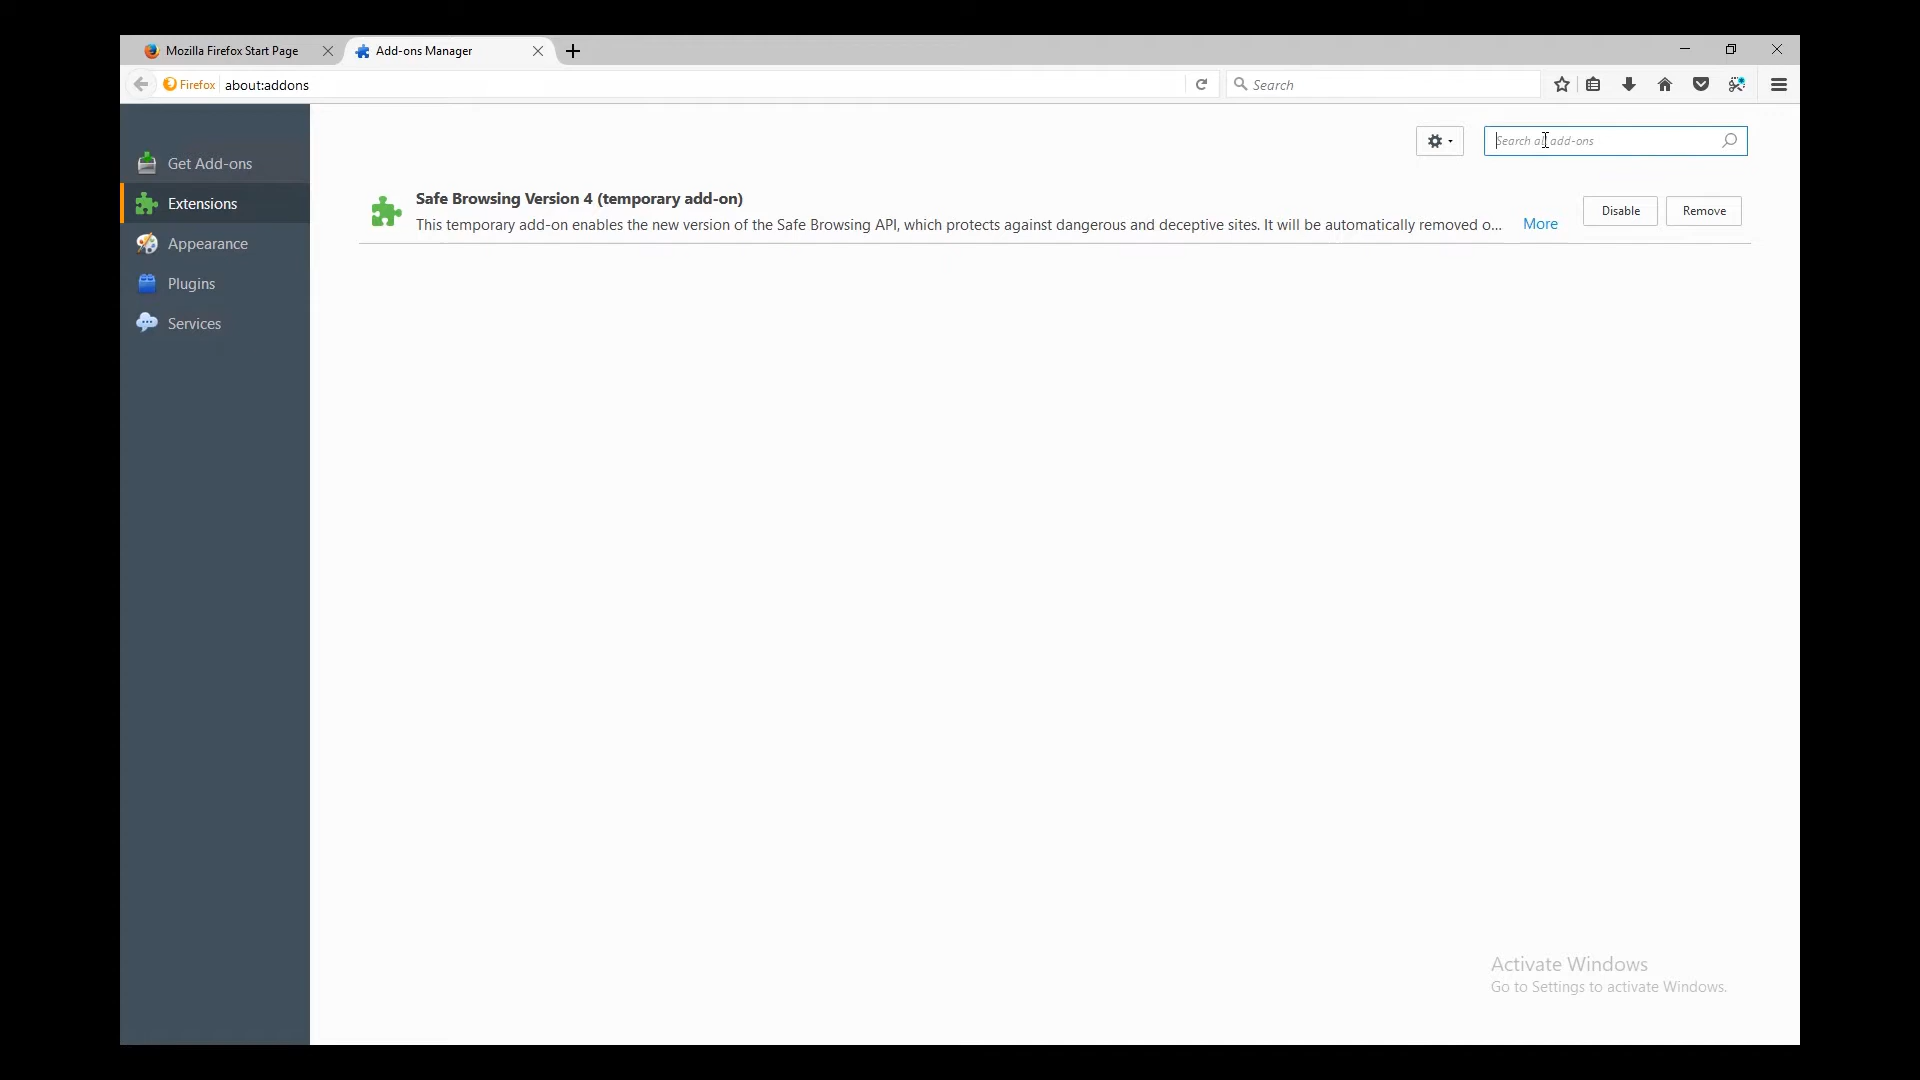 Mozilla Firefox Start Page
Add-ons Manager
Firefox
about:addons
Search
Get Add-ons
Extensions
Appearance
Plugins
Services
Search all add-ons
Safe Browsing Version 4 (temporary add-on)
This temporary add-on enables the new version of the Safe Browsing API, which protects against dangerous and deceptive sites. It will be automatically removed o...
More
Disable
Remove
Activate Windows
Go to Settings to activate Windows.